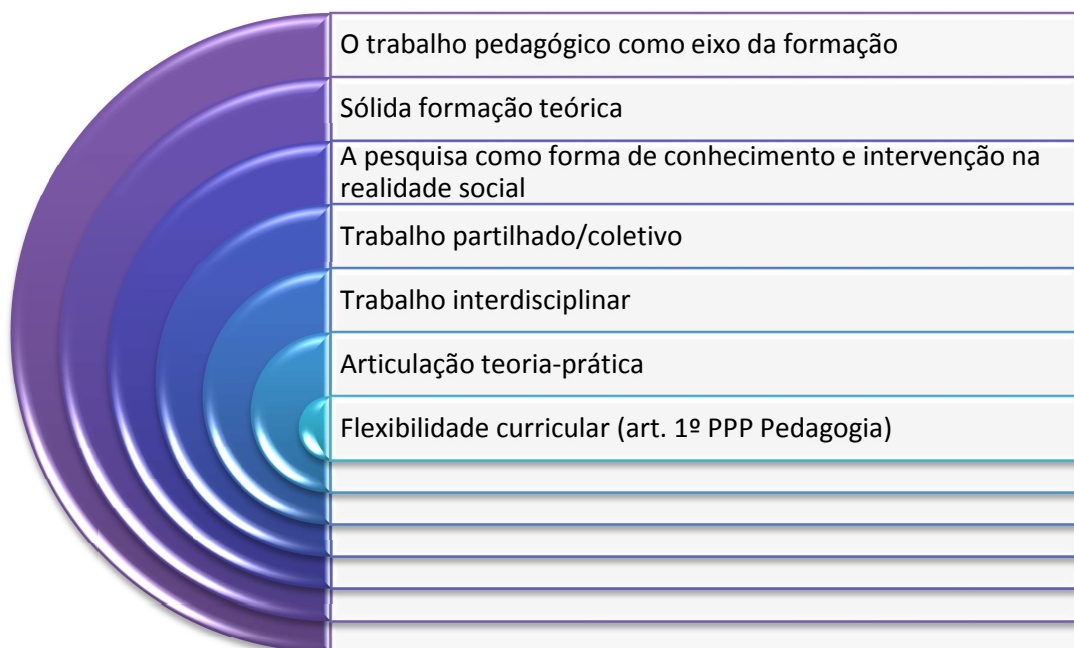 O trabalho pedagógico como eixo da formação
Sólida formação teórica
A pesquisa como forma de conhecimento e intervenção na
realidade social
Trabalho partilhado/coletivo
Trabalho interdisciplinar
Articulação teoria-prática
Flexibilidade curricular (art. 1º PPP Pedagogia)